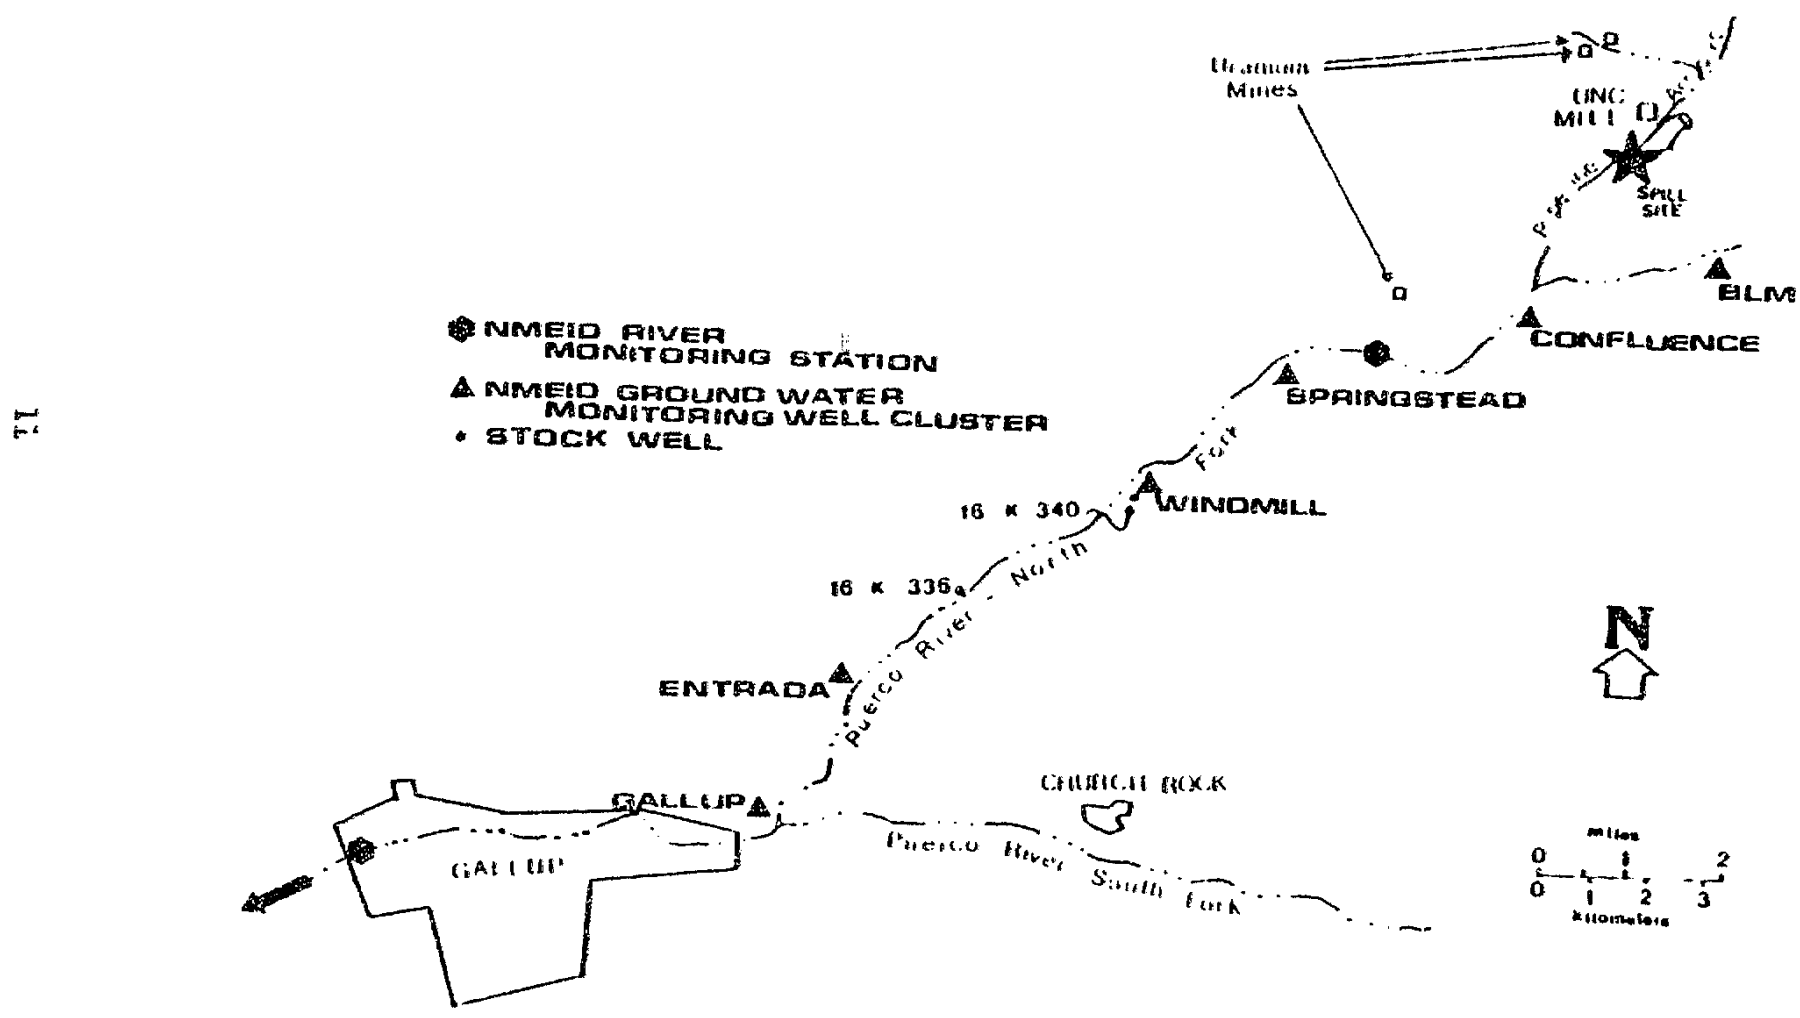 Uranium
Mines
UNC
MILL
SPILL
SITE
BLM
CONFLUENCE
NMEID RIVER
MONITORING STATION
NMEID GROUND WATER
MONITORING WELL CLUSTER
STOCK WELL
SPRINGSTEAD
11
WINDMILL
16 K 340
16 K 336
Puerco River - North Fork
N
ENTRADA
CHURCH ROCK
GALLUP
GALLUP
Puerco River South Fork
miles
0 1 2
0 1 2 3
kilometers